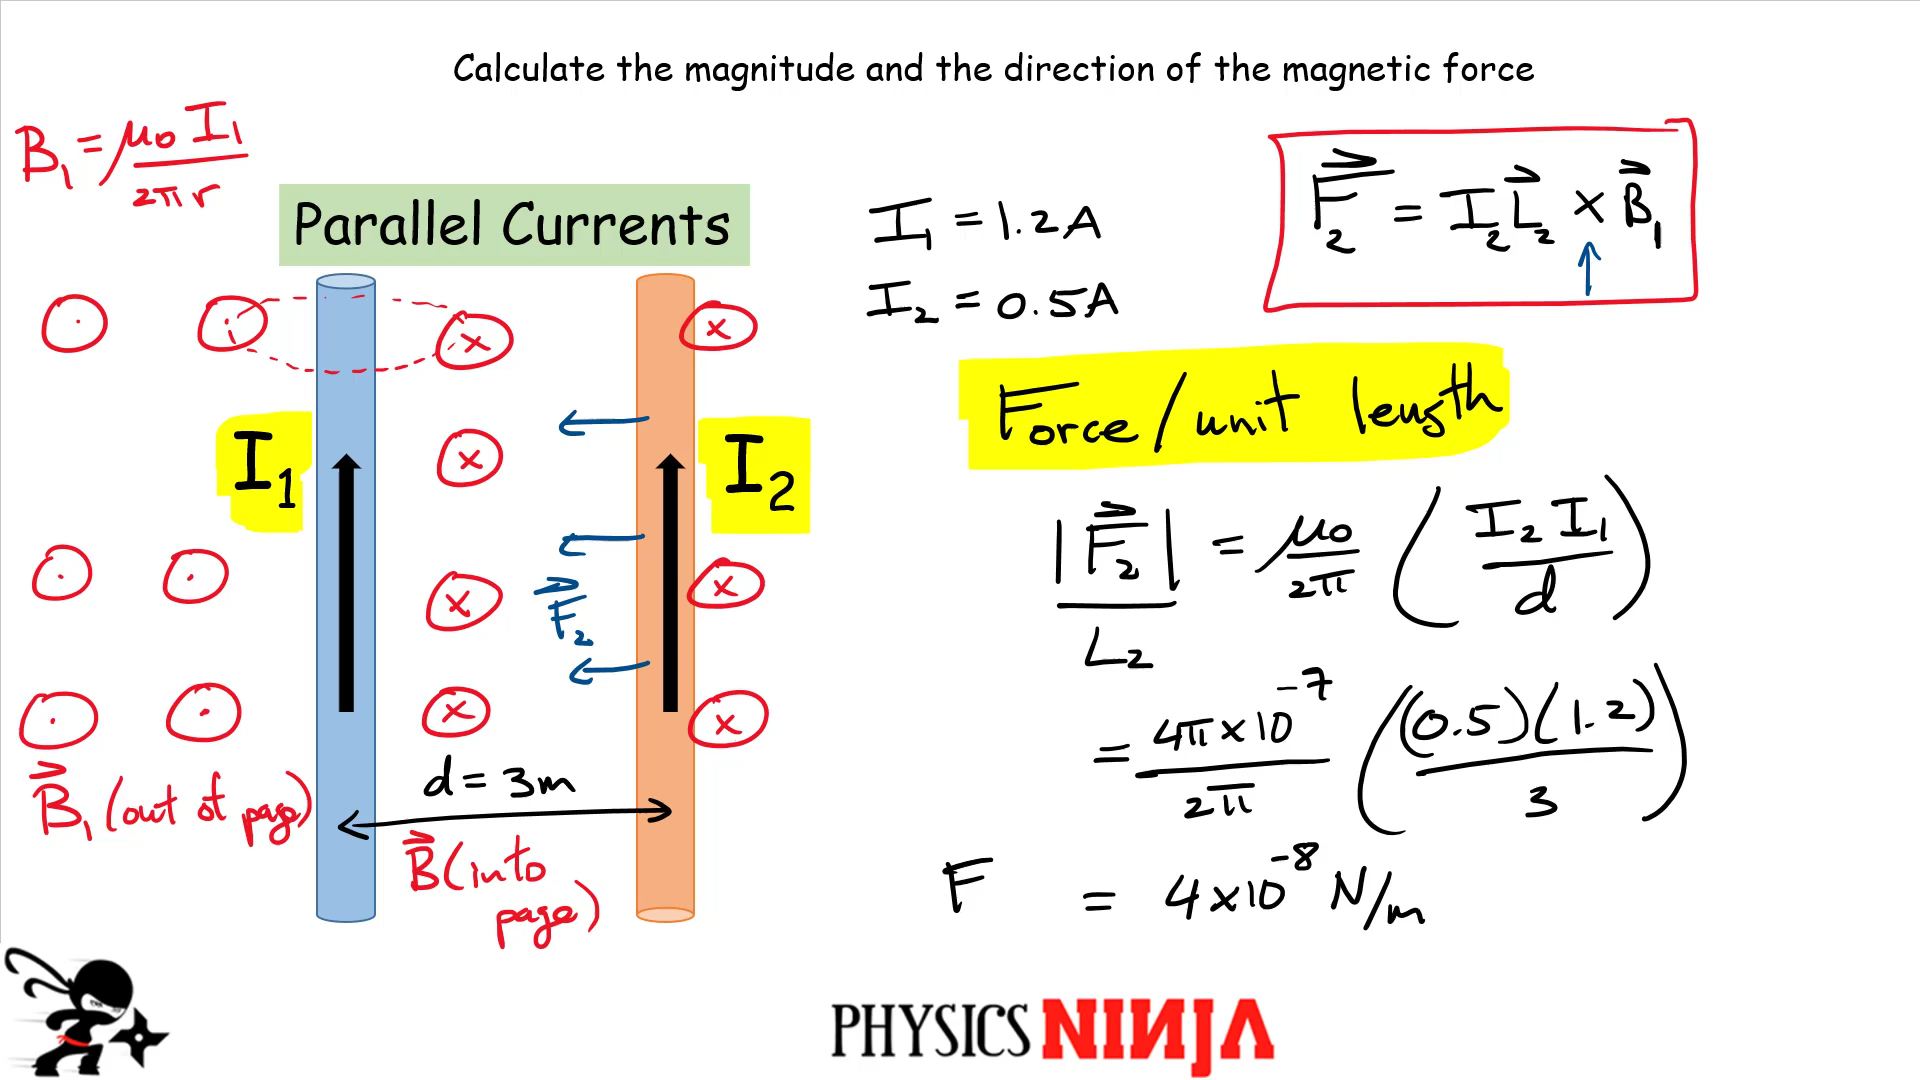 Calculate the magnitude and the direction of the magnetic force
B₁ = μ₀ I₁ / 2π r
Parallel Currents
I₁ = 1.2A
I₂ = 0.5A
F₂ = I₂ L₂ × B₁
Force/unit length
I₁
I₂
x
x
x
x
x
x
x
F₂
|F₂| / L₂ = μ₀ / 2π ( I₂ I₁ / d )
= 4π x 10⁻⁷ / 2π ( (0.5)(1.2) / 3 )
F = 4 x 10⁻⁸ N/m
d = 3m
B₁ (out of page)
B (into
page)
PHYSICS NINJA